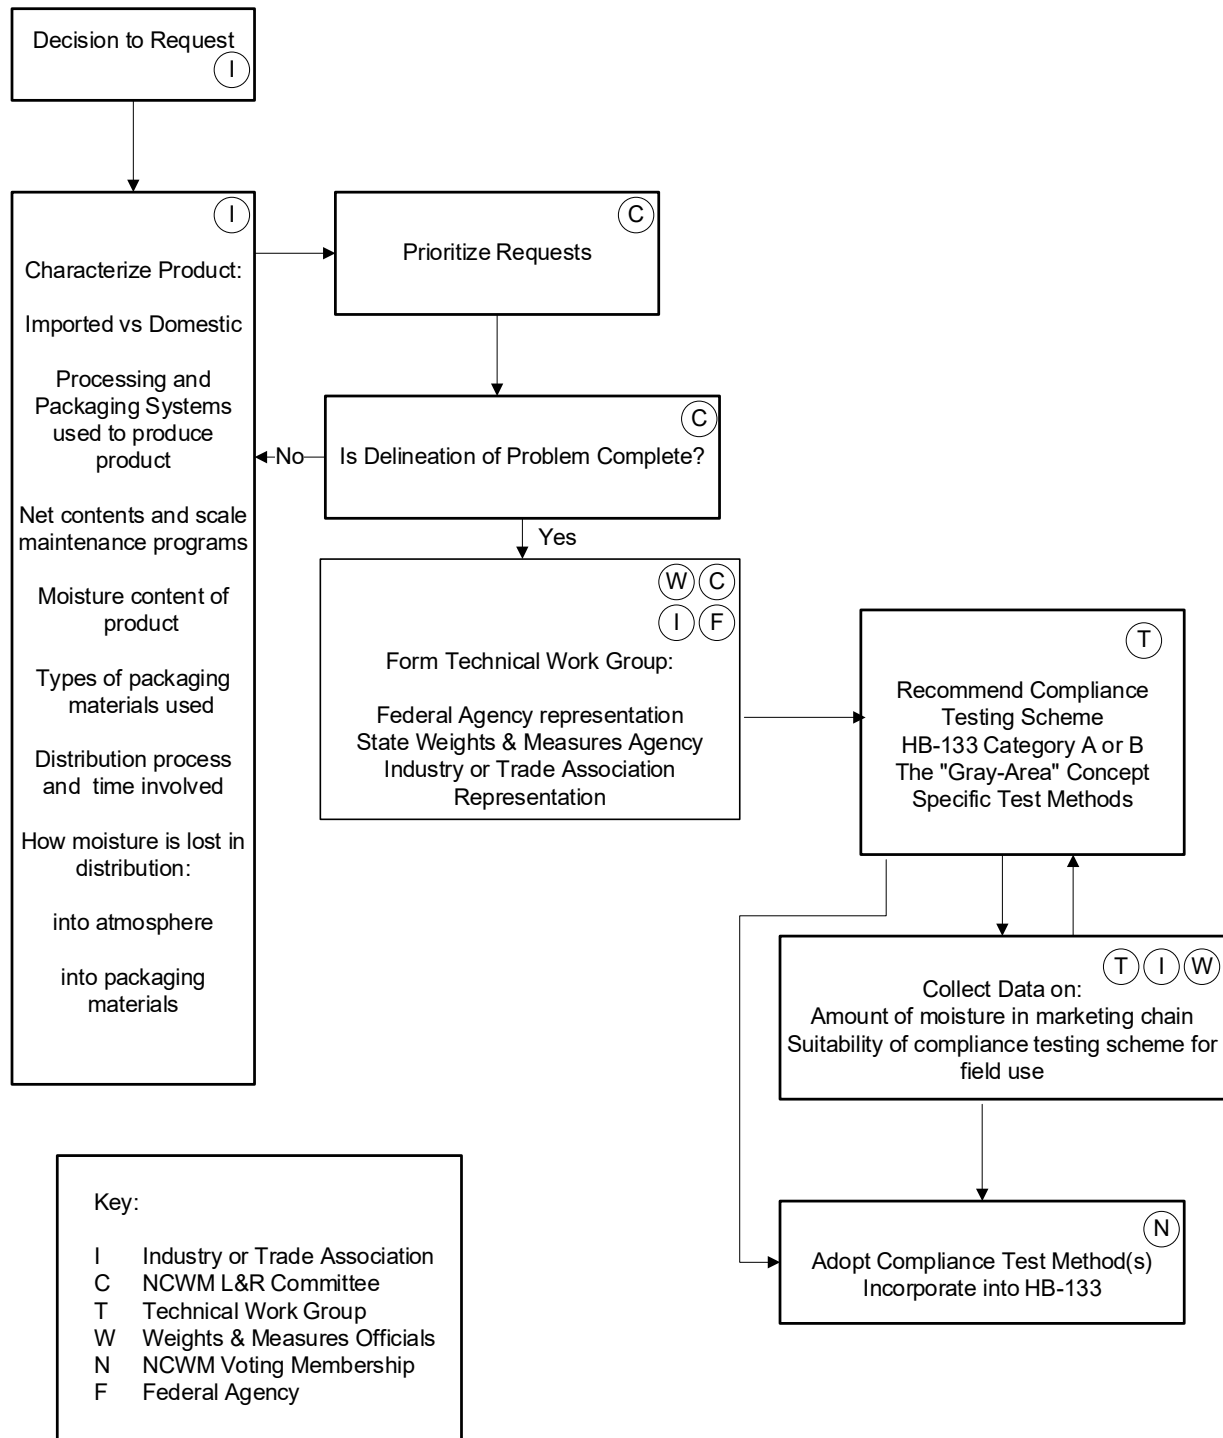 Decision to Request
I
I
Characterize Product:
Imported vs Domestic
Processing and
Packaging Systems
used to produce
product
Net contents and scale
maintenance programs
Moisture content of
product
Types of packaging
materials used
Distribution process
and time involved
How moisture is lost in
distribution:
into atmosphere
into packaging
materials
C
Prioritize Requests
C
Is Delineation of Problem Complete?
No
Yes
W C
I F
Form Technical Work Group:
Federal Agency representation
State Weights & Measures Agency
Industry or Trade Association
Representation
T
Recommend Compliance
Testing Scheme
HB-133 Category A or B
The "Gray-Area" Concept
Specific Test Methods
T I W
Collect Data on:
Amount of moisture in marketing chain
Suitability of compliance testing scheme for
field use
N
Adopt Compliance Test Method(s)
Incorporate into HB-133
Key:
I Industry or Trade Association
C NCWM L&R Committee
T Technical Work Group
W Weights & Measures Officials
N NCWM Voting Membership
F Federal Agency